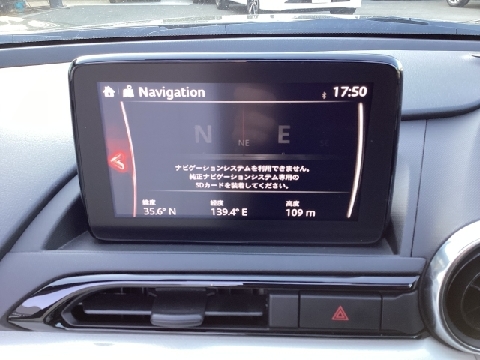 Navigation 17:50
N NE E
ナビゲーションシステムを利用できません。
純正ナビゲーションシステム専用の
SDカードを装着してください。
緯度 経度 高度
35.6° N 139.4° E 109 m